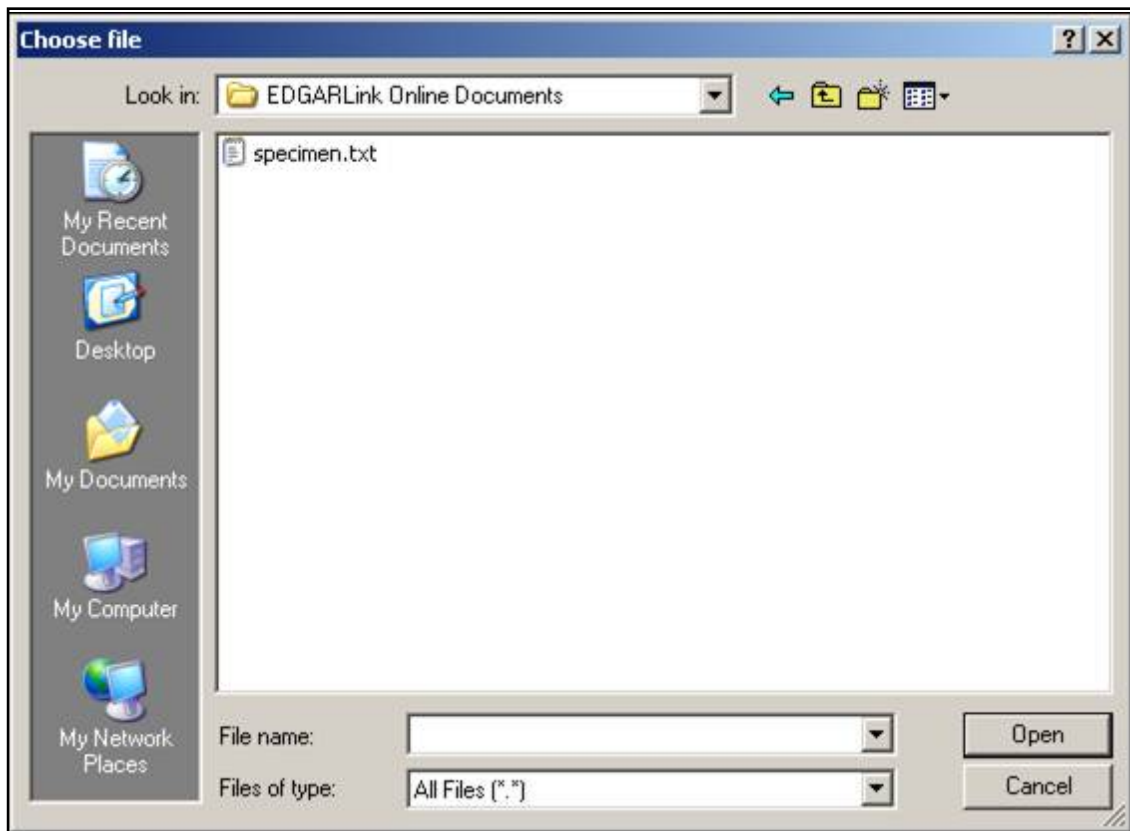 Choose file
Look in: EDGARLink Online Documents
specimen.txt
My Recent
Documents
Desktop
My Documents
My Computer
My Network
Places
File name:
Open
Files of type: All Files (*.*)
Cancel